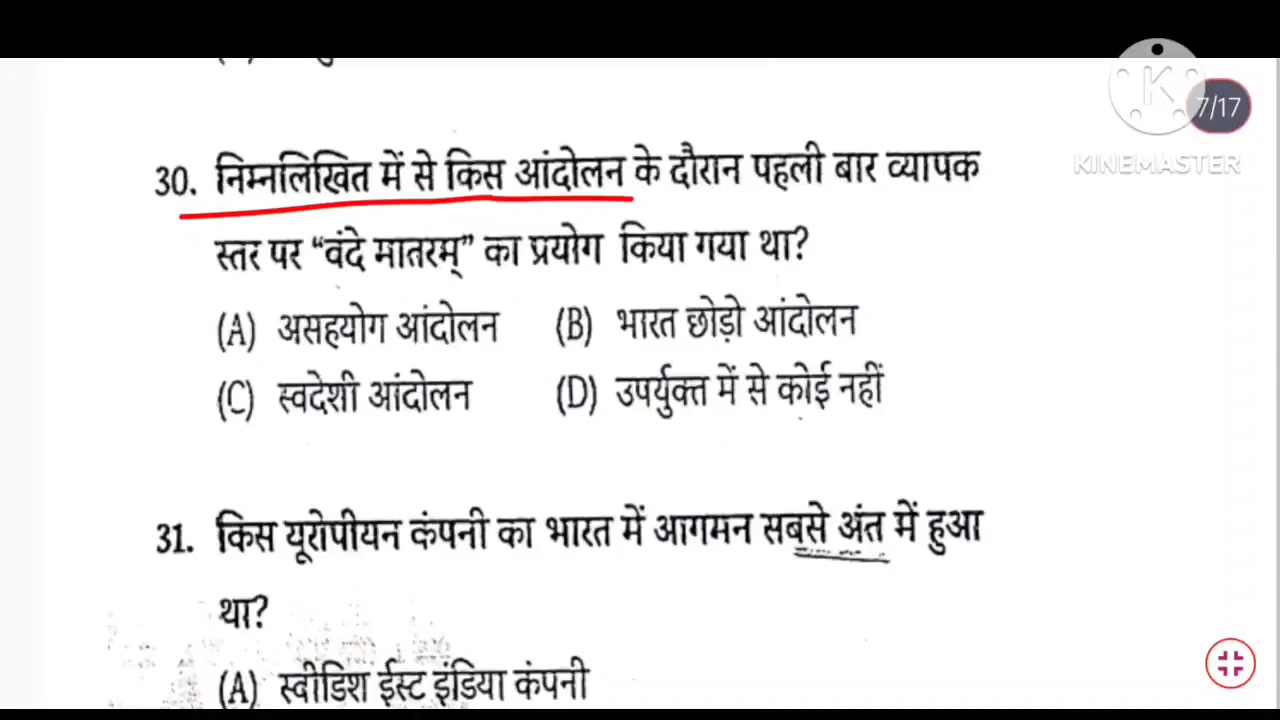 7/17
KINEMASTER
30. निम्नलिखित में से किस आंदोलन के दौरान पहली बार व्यापक
स्तर पर “वंदे मातरम्” का प्रयोग किया गया था?
(A) असहयोग आंदोलन (B) भारत छोड़ो आंदोलन
(C) स्वदेशी आंदोलन (D) उपर्युक्त में से कोई नहीं
31. किस यूरोपीयन कंपनी का भारत में आगमन सबसे अंत में हुआ
था?
(A) स्वीडिश ईस्ट इंडिया कंपनी